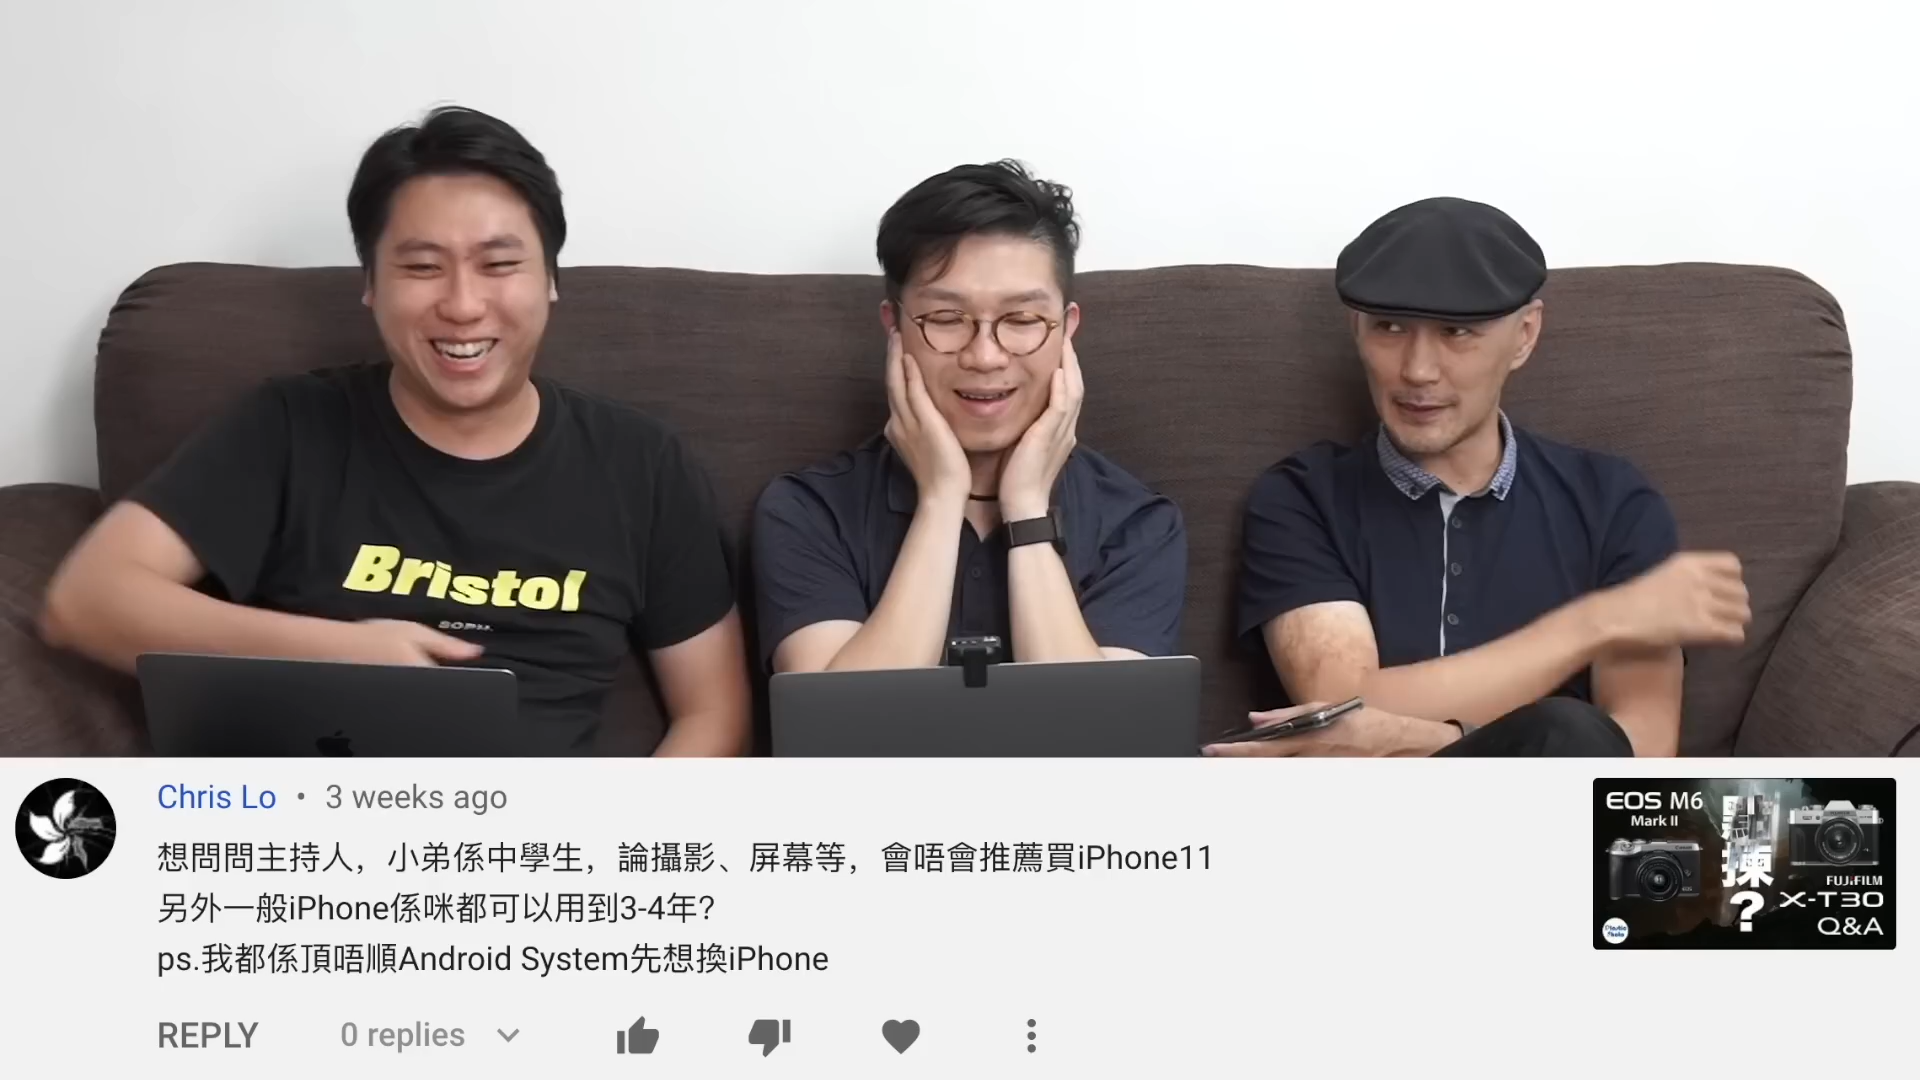 Bristol
SOPH.
Chris Lo • 3 weeks ago
想問問主持人，小弟係中學生，論攝影、屏幕等，會唔會推薦買iPhone11
另外一般iPhone係咪都可以用到3-4年?
ps.我都係頂唔順Android System先想換iPhone
REPLY 0 replies
EOS M6
Mark II
揀
?
FUJIFILM
X-T30
Q&A
Plastic
Photo